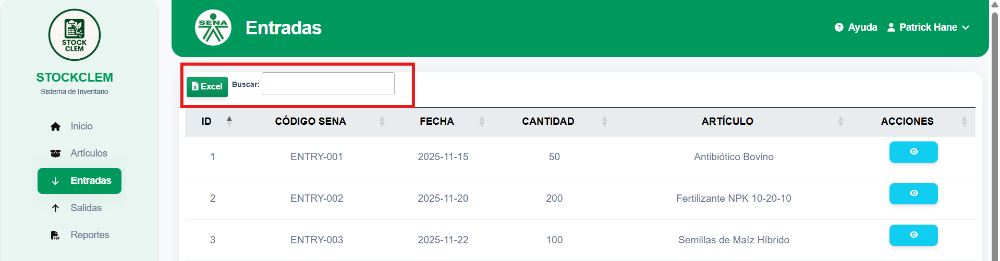 STOCK
CLEM
STOCKCLEM
Sistema de Inventario
Inicio
Artículos
Entradas
Salidas
Reportes
SENA
Entradas
Ayuda
Patrick Hane
Excel
Buscar:
ID CÓDIGO SENA FECHA CANTIDAD ARTÍCULO ACCIONES
1 ENTRY-001 2025-11-15 50 Antibiótico Bovino
2 ENTRY-002 2025-11-20 200 Fertilizante NPK 10-20-10
3 ENTRY-003 2025-11-22 100 Semillas de Maíz Híbrido